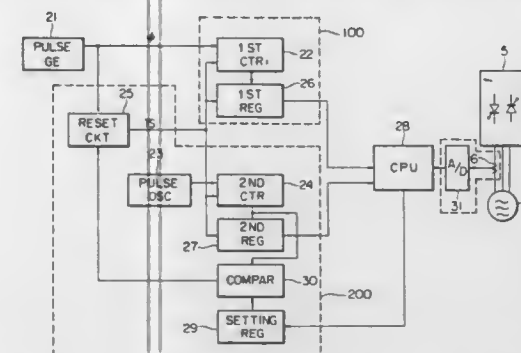 21
PULSE
GE
25
RESET
CKT
15
23
PULSE
OSC
1ST
CTR
22
26
1ST
REG
100
2ND
CTR
24
27
2ND
REG
COMPAR
30
29
SETTING
REG
200
28
CPU
A/D
31
6
5